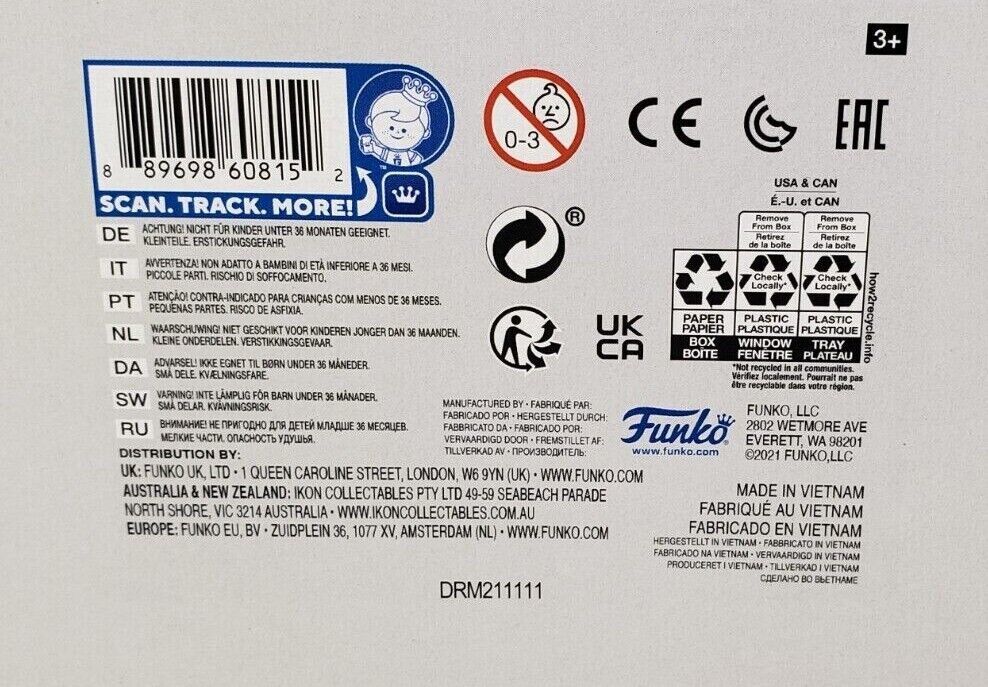 3+
8 89698 60815 2
SCAN. TRACK. MORE!
0-3
CE
EAC
DE ACHTUNG! NICHT FÜR KINDER UNTER 36 MONATEN GEEIGNET.
KLEINTEILE. ERSTICKUNGSGEFAHR.
IT AVVERTENZA! NON ADATTO A BAMBINI DI ETÀ INFERIORE A 36 MESI.
PICCOLE PARTI. RISCHIO DI SOFFOCAMENTO.
PT ATENÇÃO! CONTRA-INDICADO PARA CRIANÇAS COM MENOS DE 36 MESES.
PEQUENAS PARTES. RISCO DE ASFIXIA.
NL WAARSCHUWING! NIET GESCHIKT VOOR KINDEREN JONGER DAN 36 MAANDEN.
KLEINE ONDERDELEN. VERSTIKKINGSGEVAAR.
DA ADVARSEL! IKKE EGNET TIL BØRN UNDER 36 MÅNEDER.
SMÅ DELE. KVÆLNINGSFARE.
SW VARNING! INTE LÄMPLIG FÖR BARN UNDER 36 MÅNADER.
SMÅ DELAR. KVÄVNINGSRISK.
RU ВНИМАНИЕ! НЕ ПРИГОДНО ДЛЯ ДЕТЕЙ МЛАДШЕ 36 МЕСЯЦЕВ.
МЕЛКИЕ ЧАСТИ. ОПАСНОСТЬ УДУШЬЯ.
®
UK
CA
USA & CAN
É.-U. et CAN
Remove From Box Retirez de la boîte
Remove From Box Retirez de la boîte
Check Locally*
Check Locally*
PAPER PAPIER
PLASTIC PLASTIQUE
PLASTIC PLASTIQUE
BOX BOÎTE
WINDOW FENÊTRE
TRAY PLATEAU
how2recycle.info
*Not recycled in all communities.
Vérifiez localement. Pourrait ne pas
être recyclable dans votre région.
MANUFACTURED BY • FABRIQUÉ PAR:
FABRICADO POR • HERGESTELLT DURCH:
FABBRICATO DA • FABRICADO POR:
VERVAARDIGD DOOR • FREMSTILLET AF:
TILLVERKAD AV • ПРОИЗВОДИТЕЛЬ:
Funko
www.funko.com
FUNKO, LLC
2802 WETMORE AVE
EVERETT, WA 98201
©2021 FUNKO,LLC
DISTRIBUTION BY:
UK: FUNKO UK, LTD • 1 QUEEN CAROLINE STREET, LONDON, W6 9YN (UK) • WWW.FUNKO.COM
AUSTRALIA & NEW ZEALAND: IKON COLLECTABLES PTY LTD 49-59 SEABEACH PARADE
NORTH SHORE, VIC 3214 AUSTRALIA • WWW.IKONCOLLECTABLES.COM.AU
EUROPE: FUNKO EU, BV • ZUIDPLEIN 36, 1077 XV, AMSTERDAM (NL) • WWW.FUNKO.COM
MADE IN VIETNAM
FABRIQUÉ AU VIETNAM
FABRICADO EN VIETNAM
HERGESTELLT IN VIETNAM • FABBRICATO IN VIETNAM
FABRICADO NA VIETNAM • VERVAARDIGD IN VIETNAM
PRODUCERET I VIETNAM • TILLVERKAD I VIETNAM
СДЕЛАНО ВО ВЬЕТНАМЕ
DRM211111